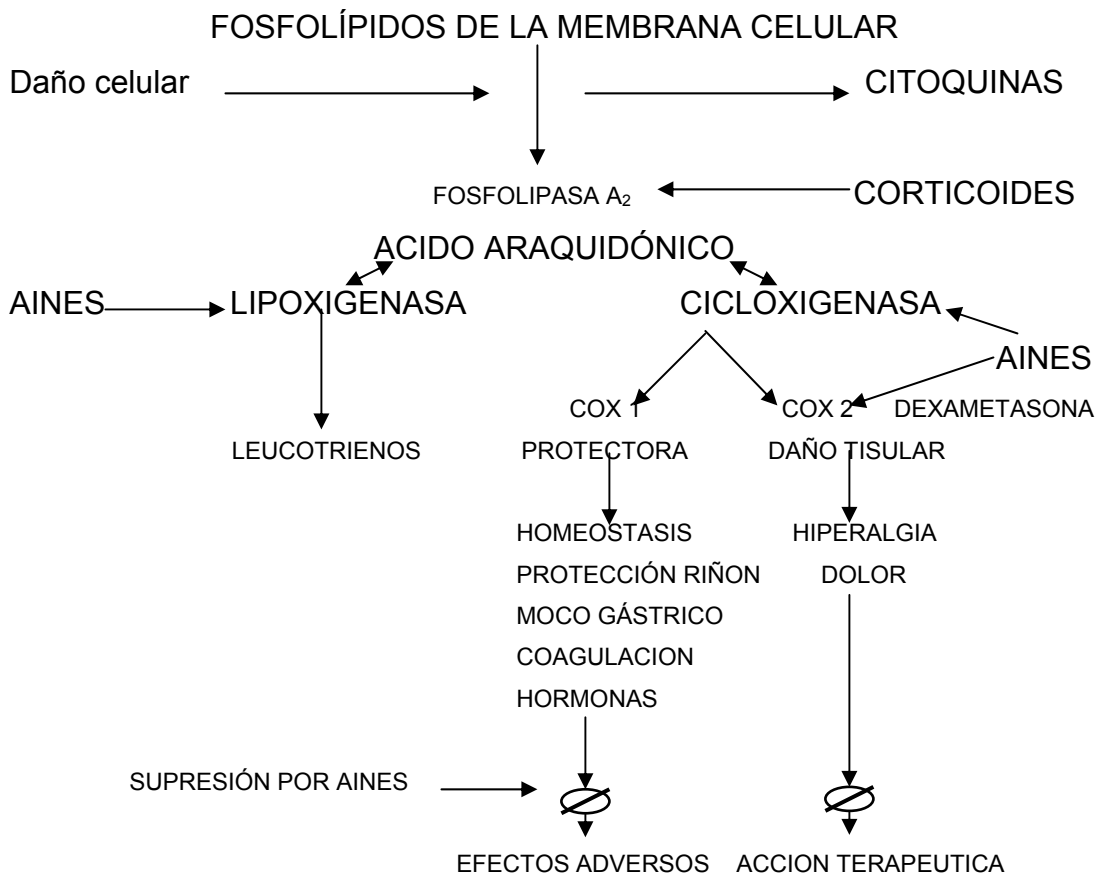 FOSFOLÍPIDOS DE LA MEMBRANA CELULAR
Daño celular
CITOQUINAS
FOSFOLIPASA A₂
CORTICOIDES
ACIDO ARAQUIDÓNICO
AINES
LIPOXIGENASA
CICLOXIGENASA
AINES
COX 1
COX 2
DEXAMETASONA
LEUCOTRIENOS
PROTECTORA
DAÑO TISULAR
HOMEOSTASIS
HIPERALGIA
PROTECCIÓN RIÑON
DOLOR
MOCO GÁSTRICO
COAGULACION
HORMONAS
SUPRESIÓN POR AINES
EFECTOS ADVERSOS
ACCION TERAPEUTICA